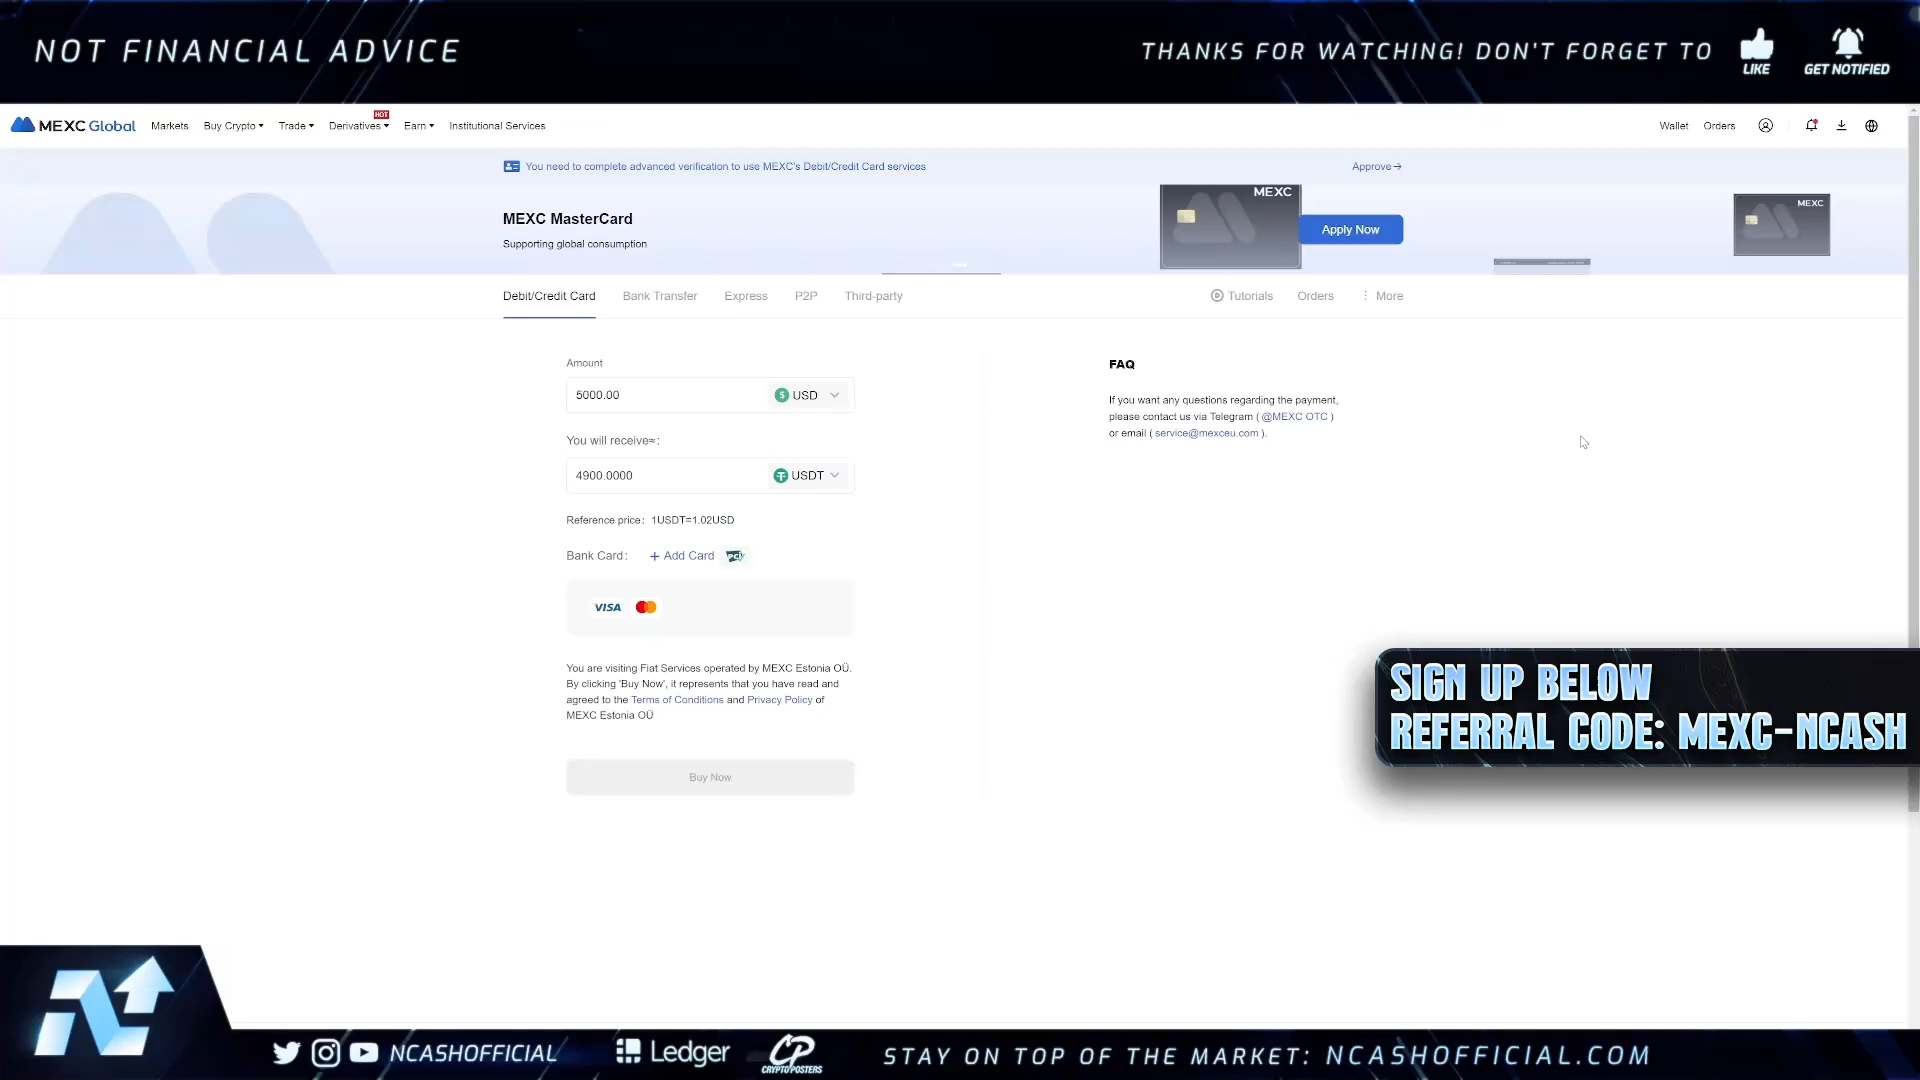 NOT FINANCIAL ADVICE
THANKS FOR WATCHING! DON'T FORGET TO
LIKE
GET NOTIFIED
MEXC Global
Markets
Buy Crypto
Trade
Derivatives
HOT
Earn
Institutional Services
Wallet
Orders
You need to complete advanced verification to use MEXC's Debit/Credit Card services
Approve
MEXC MasterCard
Supporting global consumption
MEXC
Apply Now
MEXC
Debit/Credit Card
Bank Transfer
Express
P2P
Third-party
Tutorials
Orders
More
Amount
5000.00
USD
You will receive≈:
4900.0000
USDT
Reference price: 1USDT=1.02USD
Bank Card:
+ Add Card
VISA
You are visiting Fiat Services operated by MEXC Estonia OÜ.
By clicking 'Buy Now', it represents that you have read and
agreed to the Terms of Conditions and Privacy Policy of
MEXC Estonia OÜ
Buy Now
FAQ
If you want any questions regarding the payment,
please contact us via Telegram ( @MEXC OTC )
or email ( service@mexceu.com ).
SIGN UP BELOW
REFERRAL CODE: MEXC-NCASH
NCASHOFFICIAL
Ledger
CP
CRYPTOPOSTERS
STAY ON TOP OF THE MARKET: NCASHOFFICIAL.COM